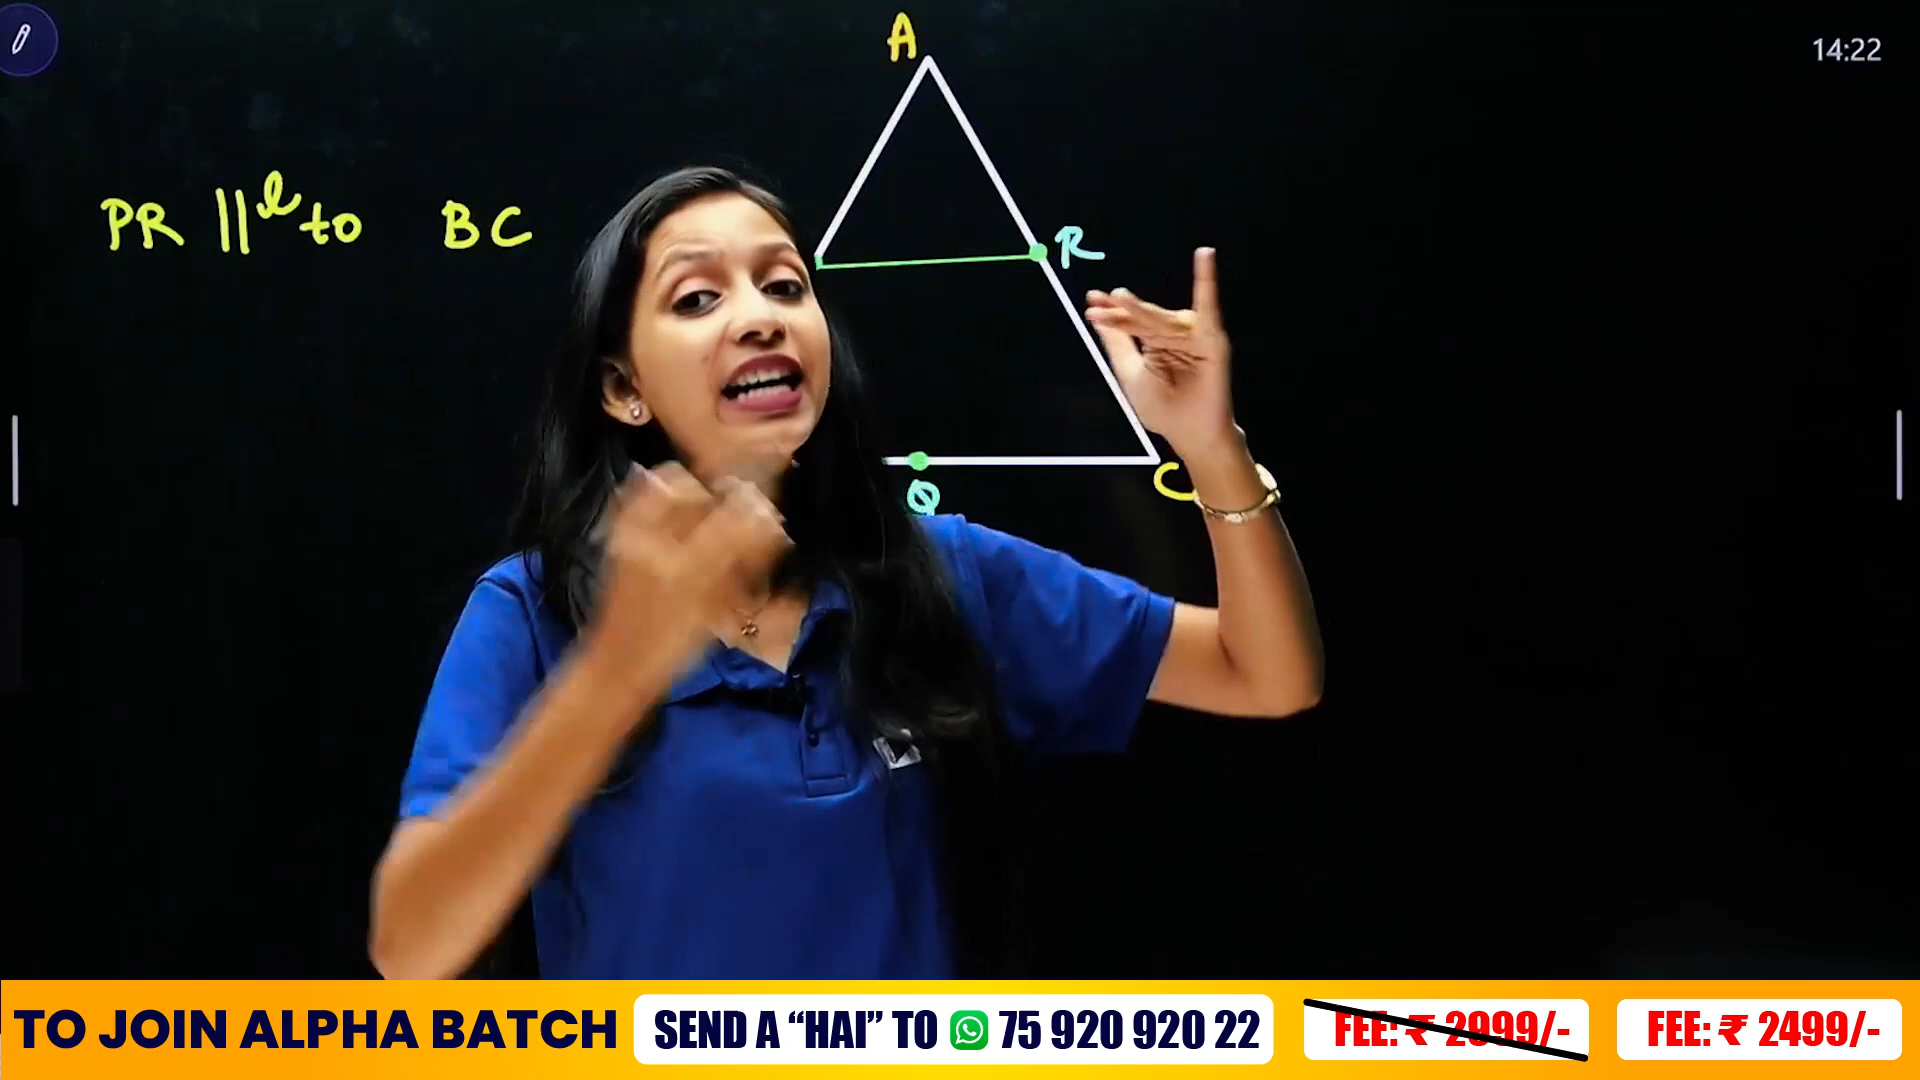 A
14:22
PR ||el to BC
R
C
Q
TO JOIN ALPHA BATCH
SEND A “HAI” TO 75 920 920 22
FEE: ₹ 2999/-
FEE: ₹ 2499/-